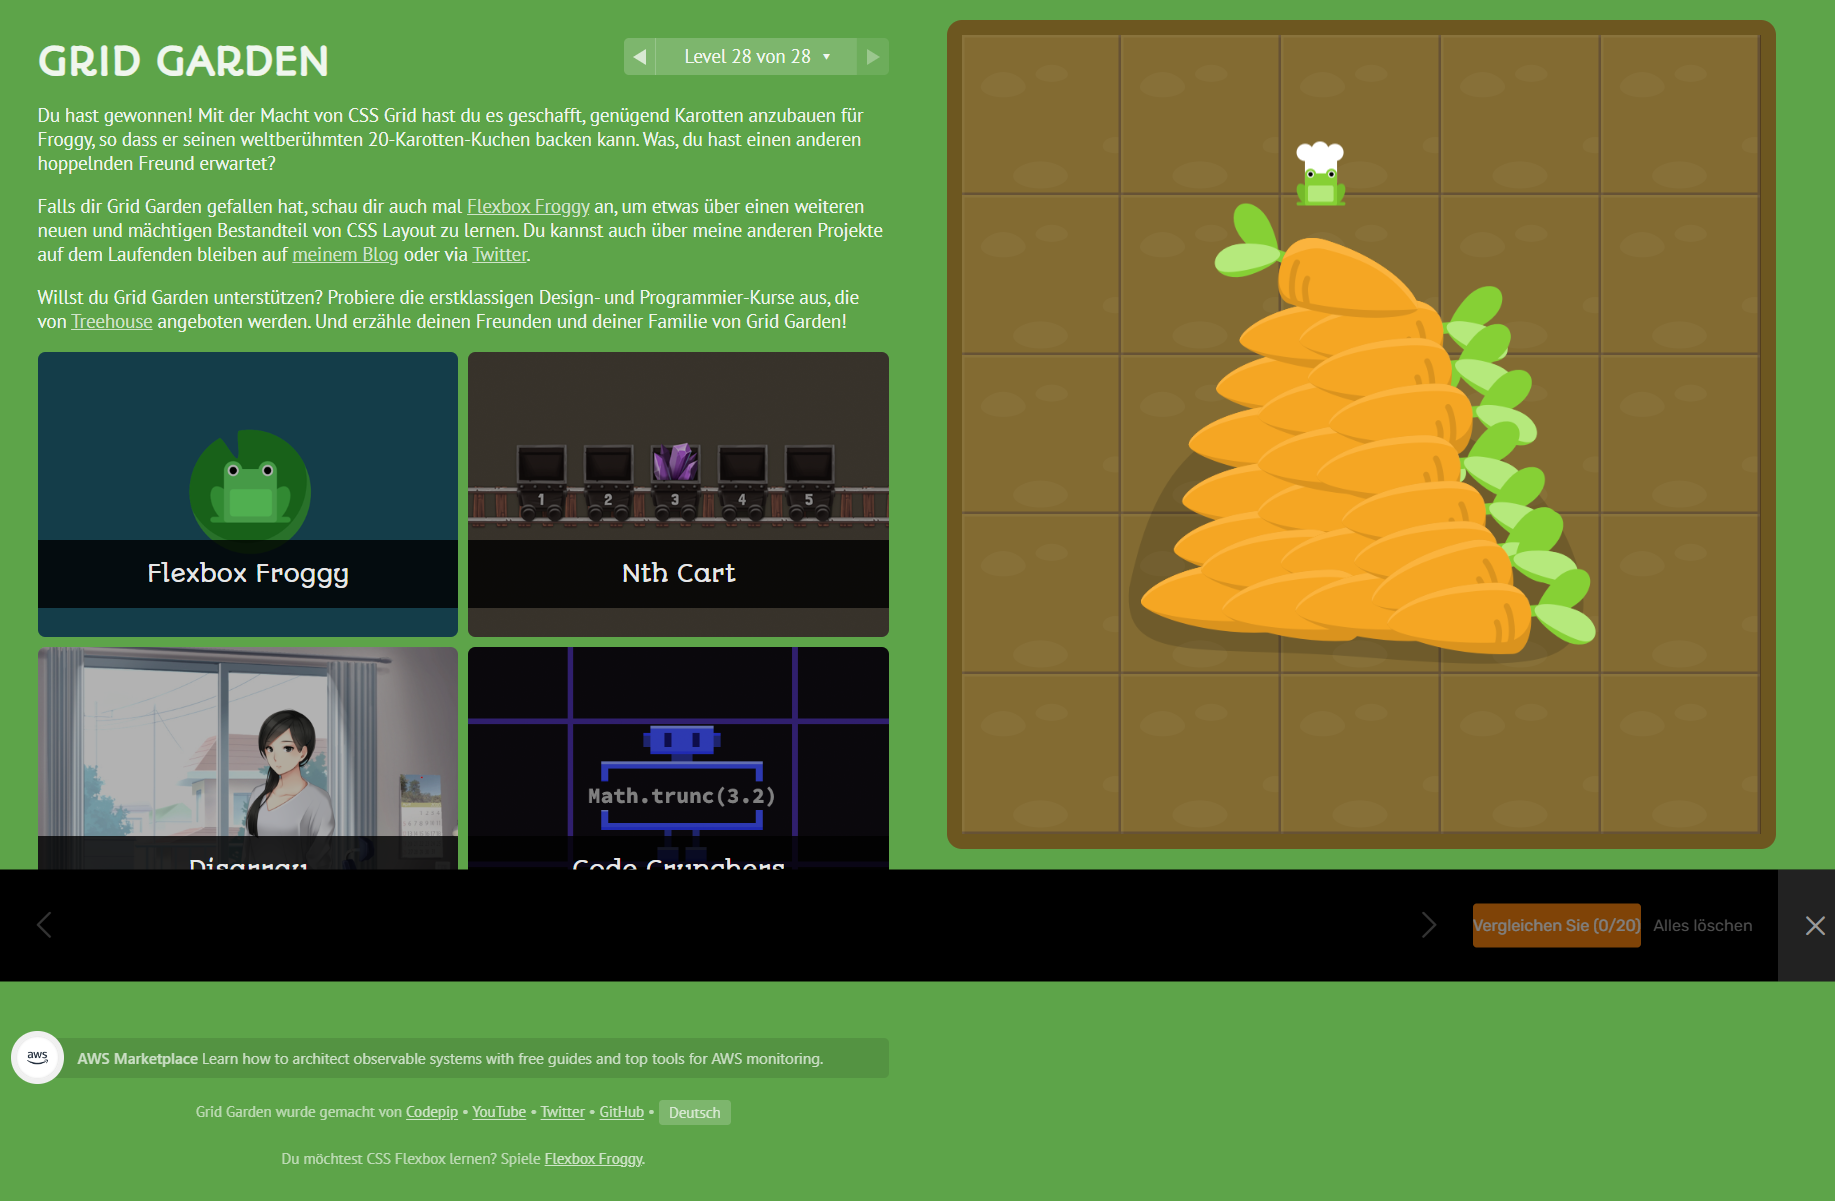 GRID GARDEN
Level 28 von 28
Du hast gewonnen! Mit der Macht von CSS Grid hast du es geschafft, genügend Karotten anzubauen für
Froggy, so dass er seinen weltberühmten 20-Karotten-Kuchen backen kann. Was, du hast einen anderen
hoppelnden Freund erwartet?
Falls dir Grid Garden gefallen hat, schau dir auch mal Flexbox Froggy an, um etwas über einen weiteren
neuen und mächtigen Bestandteil von CSS Layout zu lernen. Du kannst auch über meine anderen Projekte
auf dem Laufenden bleiben auf meinem Blog oder via Twitter.
Willst du Grid Garden unterstützen? Probiere die erstklassigen Design- und Programmier-Kurse aus, die
von Treehouse angeboten werden. Und erzähle deinen Freunden und deiner Familie von Grid Garden!
1 2 3 4 5
Flexbox Froggy
Nth Cart
Math.trunc(3.2)
Disarray
Code Crunchers
Vergleichen Sie (0/20)
Alles löschen
aws
AWS Marketplace Learn how to architect observable systems with free guides and top tools for AWS monitoring.
Grid Garden wurde gemacht von Codepip • YouTube • Twitter • GitHub • Deutsch
Du möchtest CSS Flexbox lernen? Spiele Flexbox Froggy.